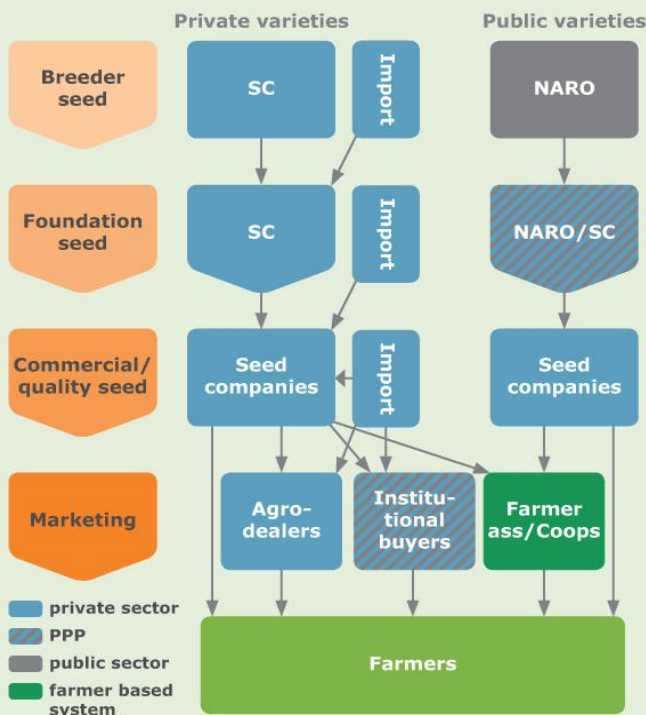 Private varieties
Public varieties
Breeder
seed
SC
Import
NARO
Foundation
seed
SC
Import
NARO/SC
Commercial/
quality seed
Seed
companies
Import
Seed
companies
Marketing
Agro-
dealers
Institu-
tional
buyers
Farmer
ass/Coops
private sector
PPP
public sector
farmer based
system
Farmers